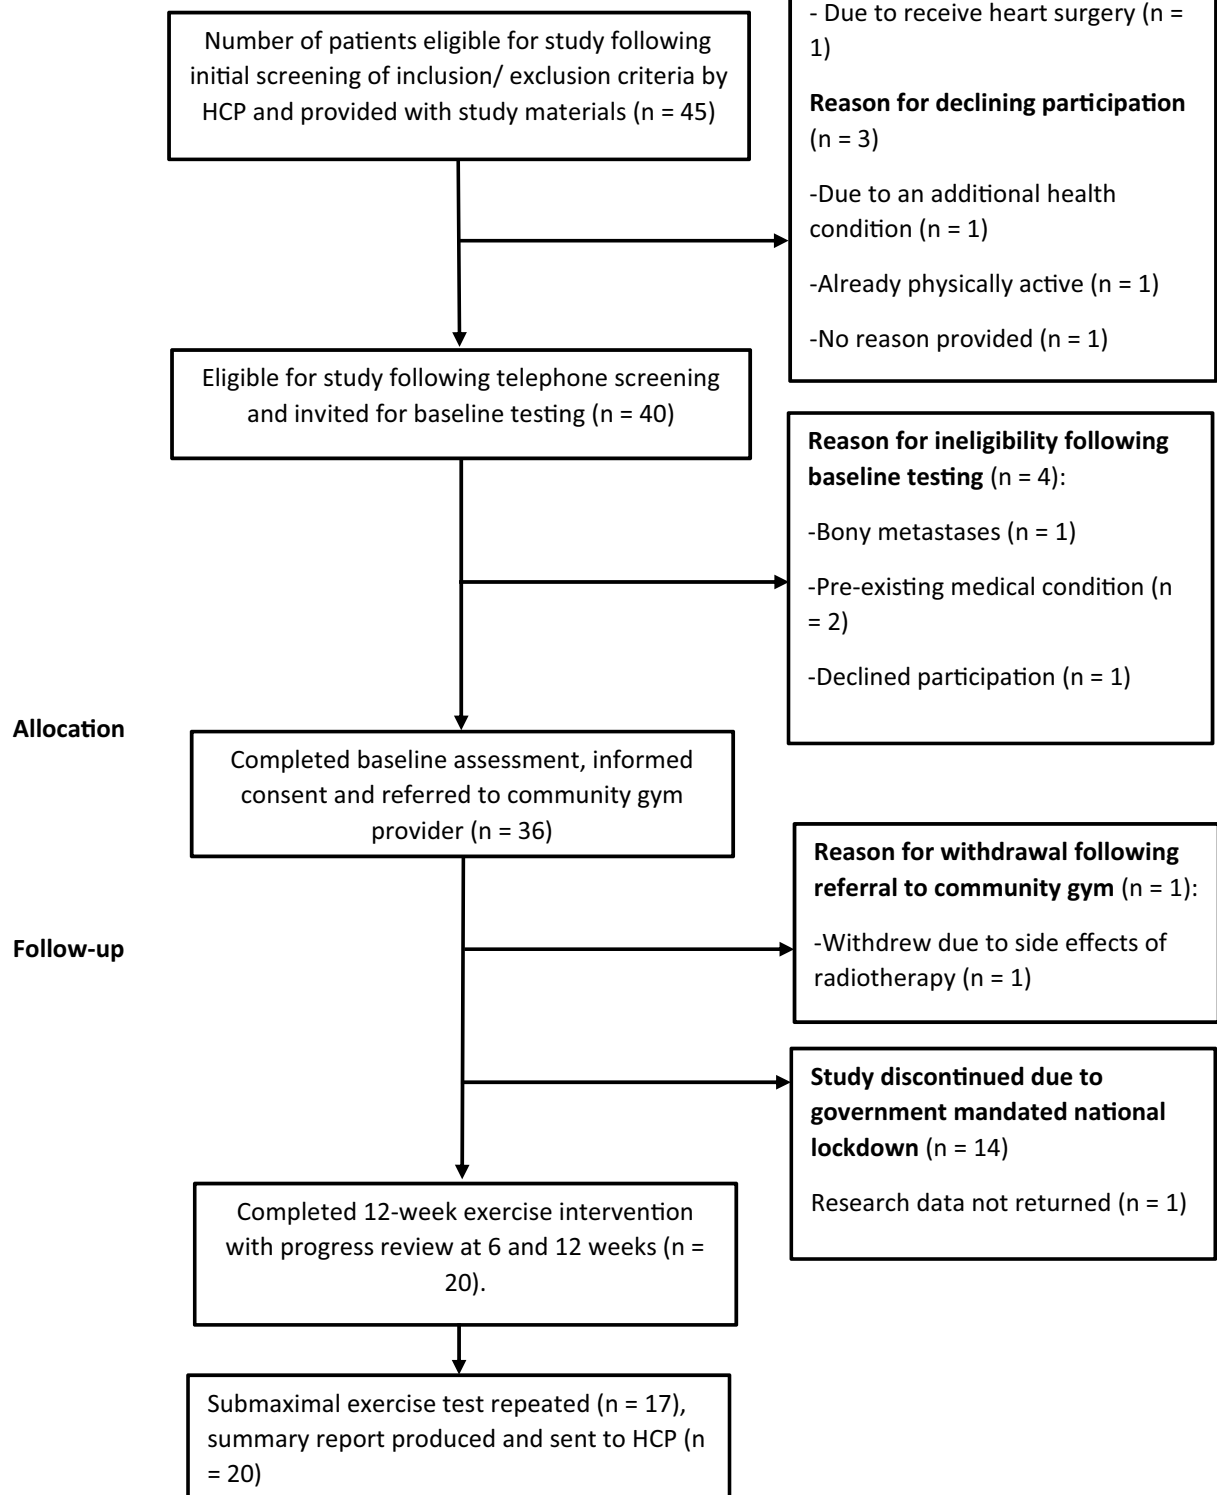 - Due to receive heart surgery (n =
1)
Reason for declining participation
(n = 3)
-Due to an additional health
condition (n = 1)
-Already physically active (n = 1)
-No reason provided (n = 1)
Number of patients eligible for study following
initial screening of inclusion/ exclusion criteria by
HCP and provided with study materials (n = 45)
Eligible for study following telephone screening
and invited for baseline testing (n = 40)
Reason for ineligibility following
baseline testing (n = 4):
-Bony metastases (n = 1)
-Pre-existing medical condition (n
= 2)
-Declined participation (n = 1)
Allocation
Completed baseline assessment, informed
consent and referred to community gym
provider (n = 36)
Reason for withdrawal following
referral to community gym (n = 1):
-Withdrew due to side effects of
radiotherapy (n = 1)
Follow-up
Study discontinued due to
government mandated national
lockdown (n = 14)
Research data not returned (n = 1)
Completed 12-week exercise intervention
with progress review at 6 and 12 weeks (n =
20).
Submaximal exercise test repeated (n = 17),
summary report produced and sent to HCP (n
= 20)